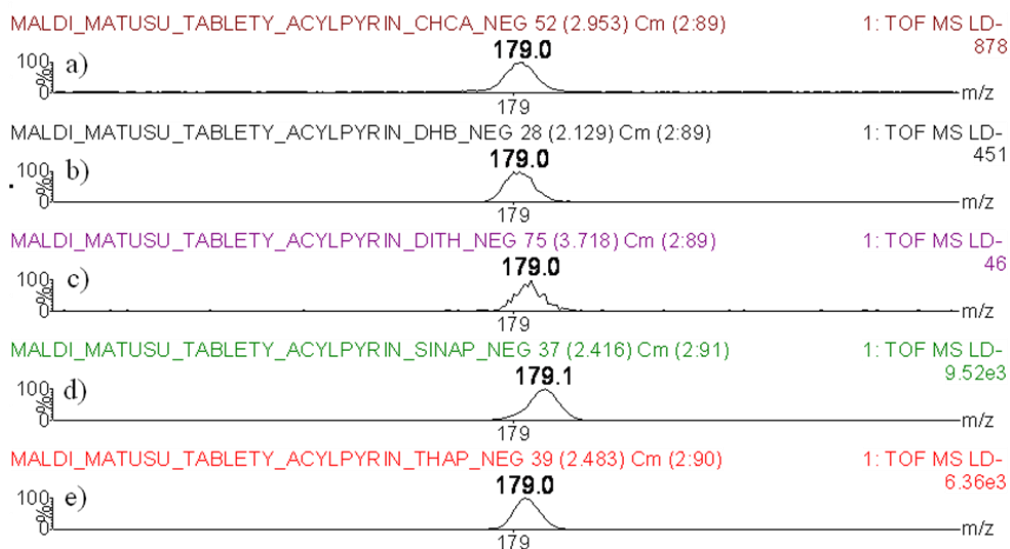 MALDI_MATUSU_TABLETY_ACYLPYRIN_CHCA_NEG 52 (2.953) Cm (2:89) 1: TOF MS LD-
878
179.0
100
a)
%
0
m/z
179
MALDI_MATUSU_TABLETY_ACYLPYRIN_DHB_NEG 28 (2.129) Cm (2:89) 1: TOF MS LD-
451
179.0
100
b)
%
0
m/z
179
MALDI_MATUSU_TABLETY_ACYLPYRIN_DITH_NEG 75 (3.718) Cm (2:89) 1: TOF MS LD-
46
179.0
100
c)
%
0
m/z
179
MALDI_MATUSU_TABLETY_ACYLPYRIN_SINAP_NEG 37 (2.416) Cm (2:91) 1: TOF MS LD-
9.52e3
179.1
100
d)
%
0
m/z
179
MALDI_MATUSU_TABLETY_ACYLPYRIN_THAP_NEG 39 (2.483) Cm (2:90) 1: TOF MS LD-
6.36e3
179.0
100
e)
%
0
m/z
179